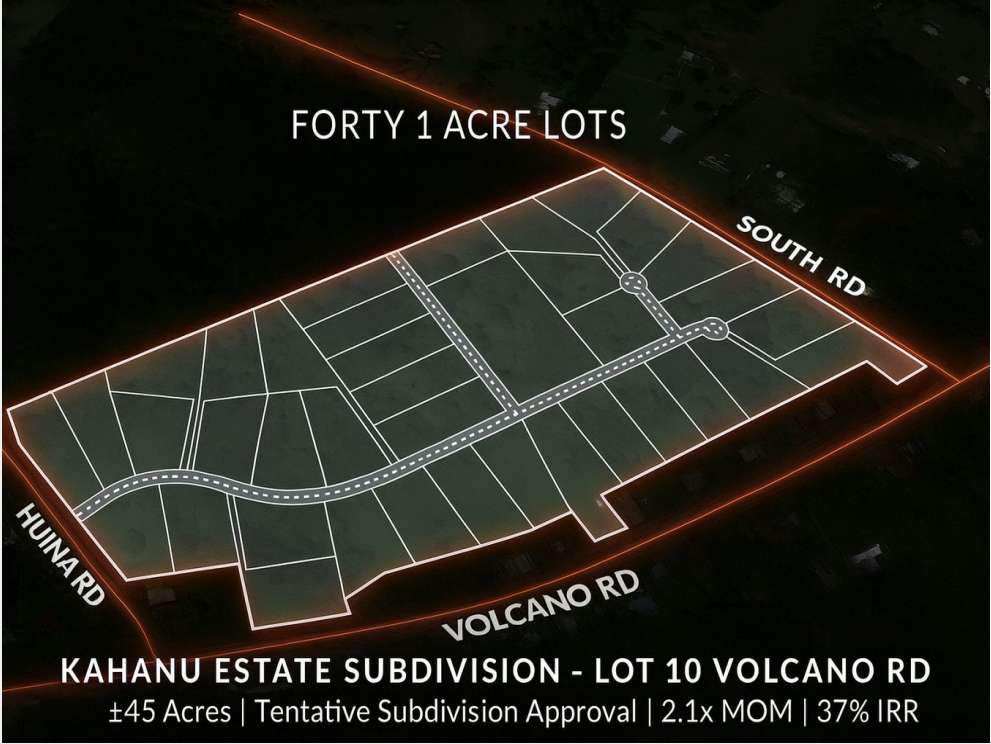 FORTY 1 ACRE LOTS
SOUTH RD
HUINA RD
VOLCANO RD
KAHANU ESTATE SUBDIVISION - LOT 10 VOLCANO RD
±45 Acres | Tentative Subdivision Approval | 2.1x MOM | 37% IRR